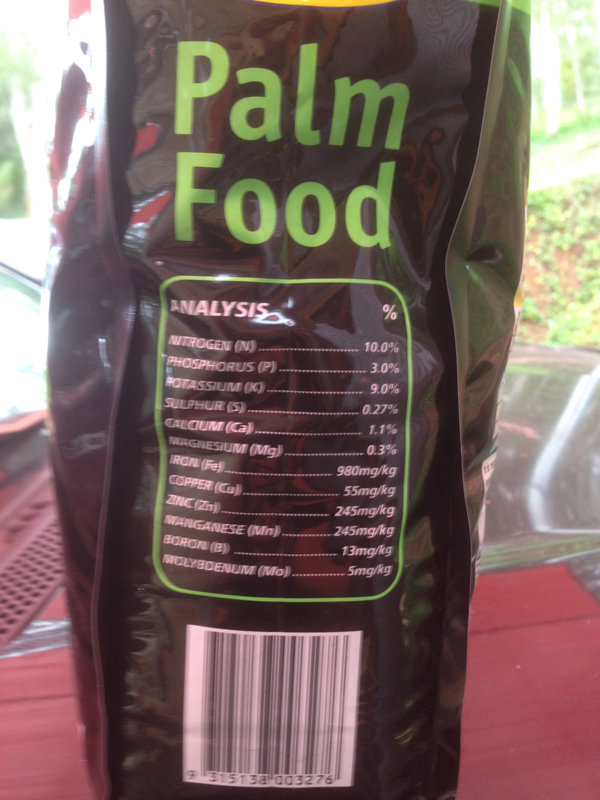 Palm
Food
ANALYSIS %
NITROGEN (N) 10.0%
PHOSPHORUS (P) 3.0%
POTASSIUM (K) 9.0%
SULPHUR (S) 0.27%
CALCIUM (Ca) 1.1%
MAGNESIUM (Mg) 0.3%
IRON (Fe) 980mg/kg
COPPER (Cu) 55mg/kg
ZINC (Zn) 245mg/kg
MANGANESE (Mn) 245mg/kg
BORON (B) 13mg/kg
MOLYBDENUM (Mo) 5mg/kg
9 315138 003276